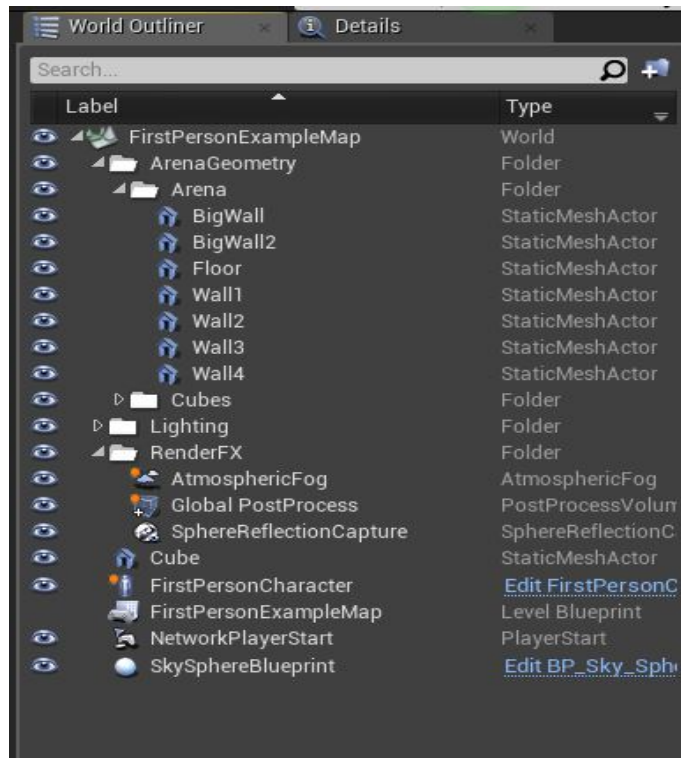 World Outliner Details
Search...
Label Type
FirstPersonExampleMap World
ArenaGeometry Folder
Arena Folder
BigWall StaticMeshActor
BigWall2 StaticMeshActor
Floor StaticMeshActor
Wall1 StaticMeshActor
Wall2 StaticMeshActor
Wall3 StaticMeshActor
Wall4 StaticMeshActor
Cubes Folder
Lighting Folder
RenderFX Folder
AtmosphericFog AtmosphericFog
Global PostProcess PostProcessVolum
SphereReflectionCapture SphereReflectionC
Cube StaticMeshActor
FirstPersonCharacter Edit FirstPersonC
FirstPersonExampleMap Level Blueprint
NetworkPlayerStart PlayerStart
SkySphereBlueprint Edit BP_Sky_Sph